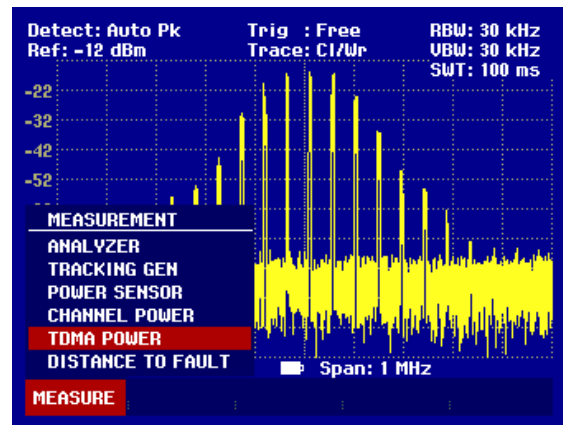 Detect: Auto Pk Trig : Free RBW: 30 kHz
Ref: -12 dBm Trace: Cl/Wr VBW: 30 kHz
SWT: 100 ms
-22
-32
-42
-52
MEASUREMENT
ANALYZER
TRACKING GEN
POWER SENSOR
CHANNEL POWER
TDMA POWER
DISTANCE TO FAULT
Span: 1 MHz
MEASURE